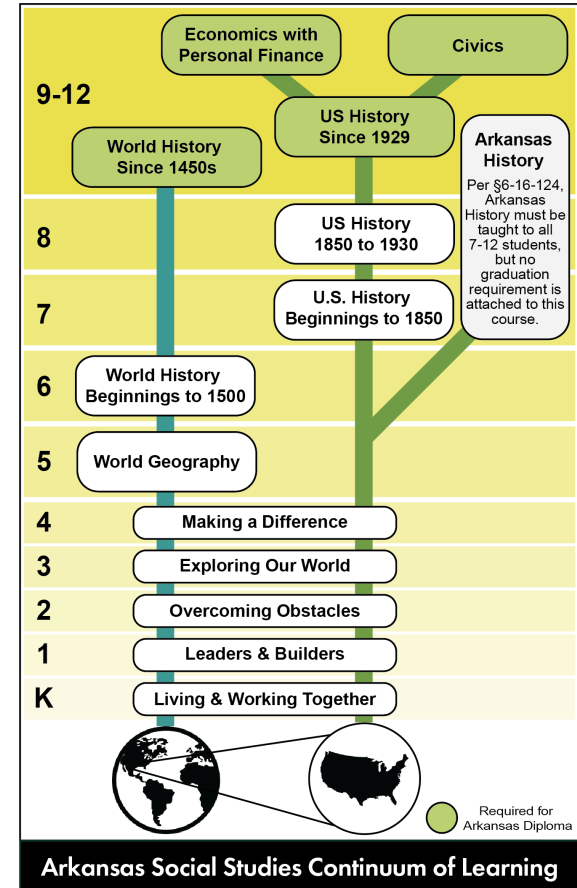 Economics with
Personal Finance
Civics
9-12
US History
Since 1929
World History
Since 1450s
Arkansas
History
Per §6-16-124,
Arkansas
History must be
taught to all
7-12 students,
but no
graduation
requirement is
attached to this
course.
8
US History
1850 to 1930
7
U.S. History
Beginnings to 1850
6
World History
Beginnings to 1500
5
World Geography
4
Making a Difference
3
Exploring Our World
2
Overcoming Obstacles
1
Leaders & Builders
K
Living & Working Together
Required for
Arkansas Diploma
Arkansas Social Studies Continuum of Learning